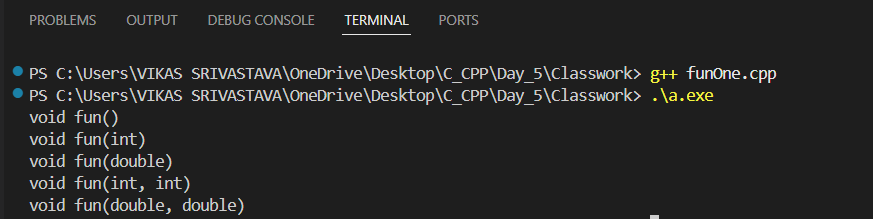 PROBLEMS OUTPUT DEBUG CONSOLE TERMINAL PORTS
PS C:\Users\VIKAS SRIVASTAVA\OneDrive\Desktop\C_CPP\Day_5\Classwork> g++ funOne.cpp
PS C:\Users\VIKAS SRIVASTAVA\OneDrive\Desktop\C_CPP\Day_5\Classwork> .\a.exe
void fun()
void fun(int)
void fun(double)
void fun(int, int)
void fun(double, double)